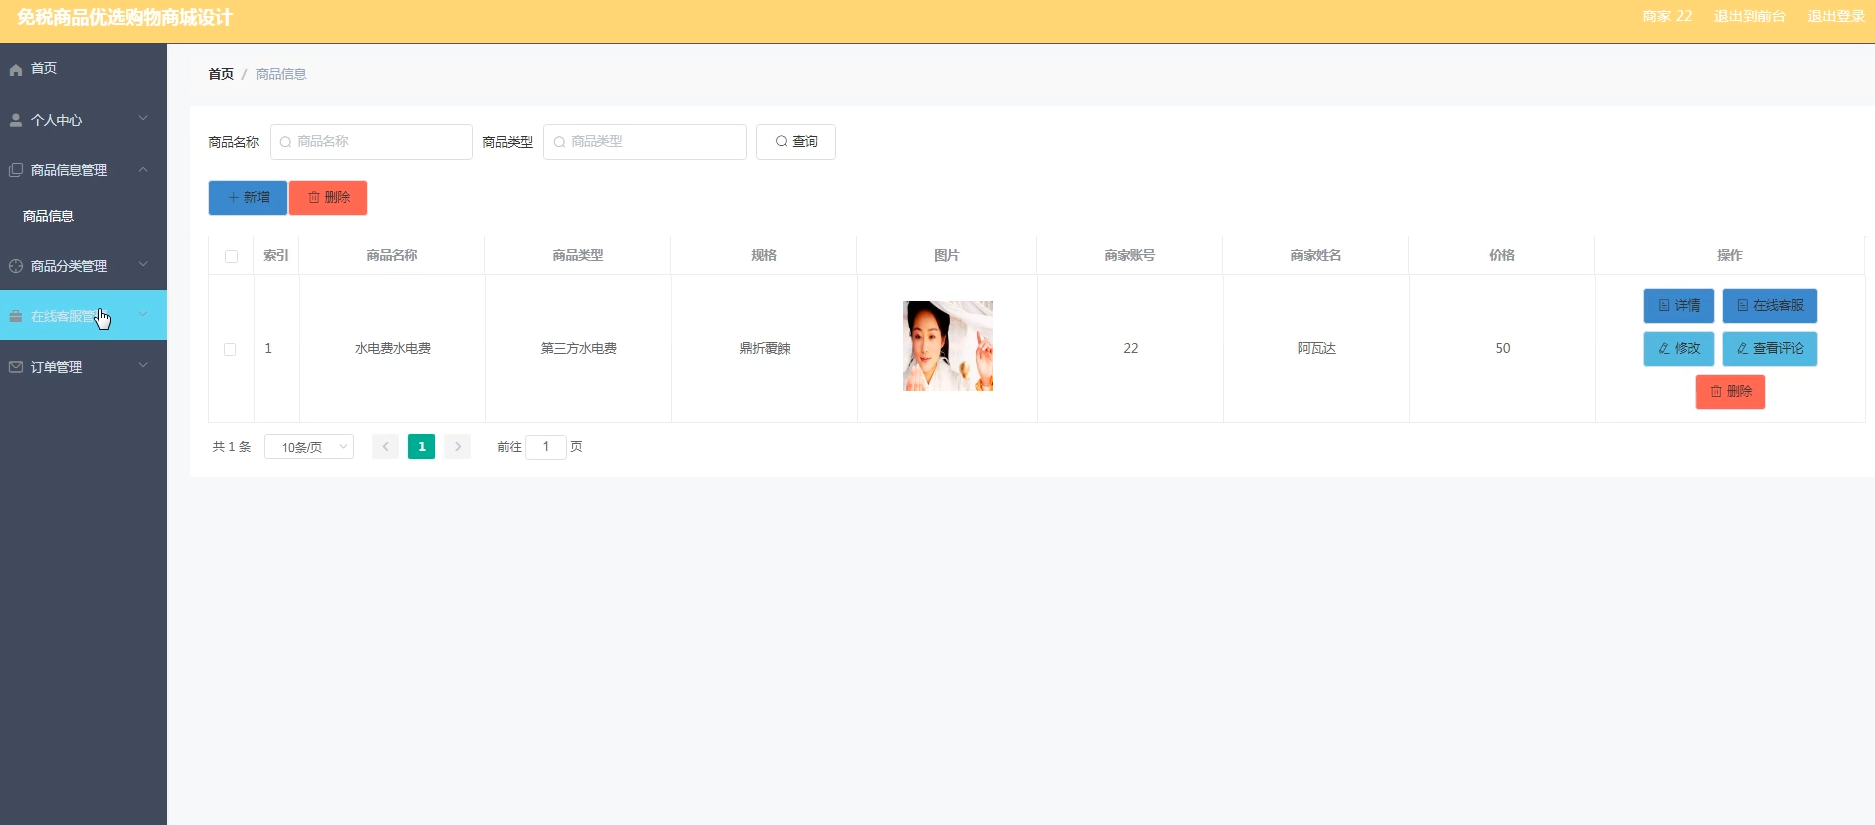 免税商品优选购物商城设计
商家 22 退出到前台 退出登录
首页
个人中心
商品信息管理
商品信息
商品分类管理
在线客服管
订单管理
首页 / 商品信息
商品名称 商品名称 商品类型 商品类型 查询
新增 删除
索引 商品名称 商品类型 规格 图片 商家账号 商家姓名 价格 操作
1 水电费水电费 第三方水电费 鼎折覆餗 22 阿瓦达 50
详情 在线客服
修改 查看评论
删除
共 1 条 10条/页 1 前往 1 页